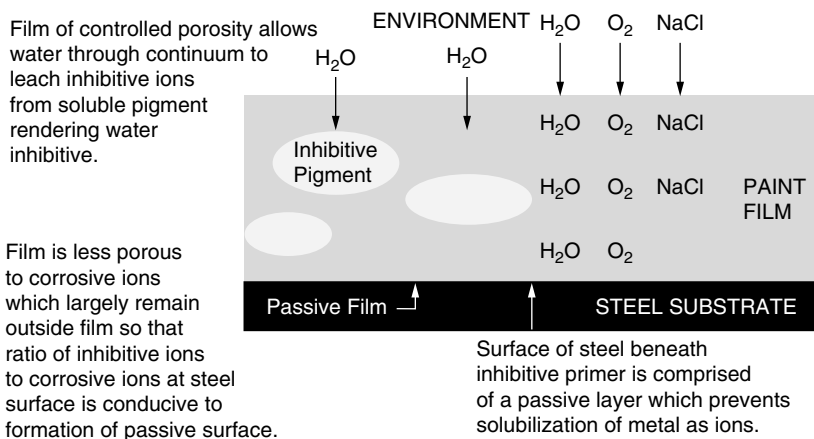 Film of controlled porosity allows
water through continuum to
leach inhibitive ions
from soluble pigment
rendering water
inhibitive.
ENVIRONMENT
H₂O O₂ NaCl
H₂O H₂O
H₂O O₂ NaCl
Inhibitive
Pigment
H₂O O₂ NaCl
PAINT
FILM
H₂O O₂
Film is less porous
to corrosive ions
which largely remain
outside film so that
ratio of inhibitive ions
to corrosive ions at steel
surface is conducive to
formation of passive surface.
Passive Film
STEEL SUBSTRATE
Surface of steel beneath
inhibitive primer is comprised
of a passive layer which prevents
solubilization of metal as ions.